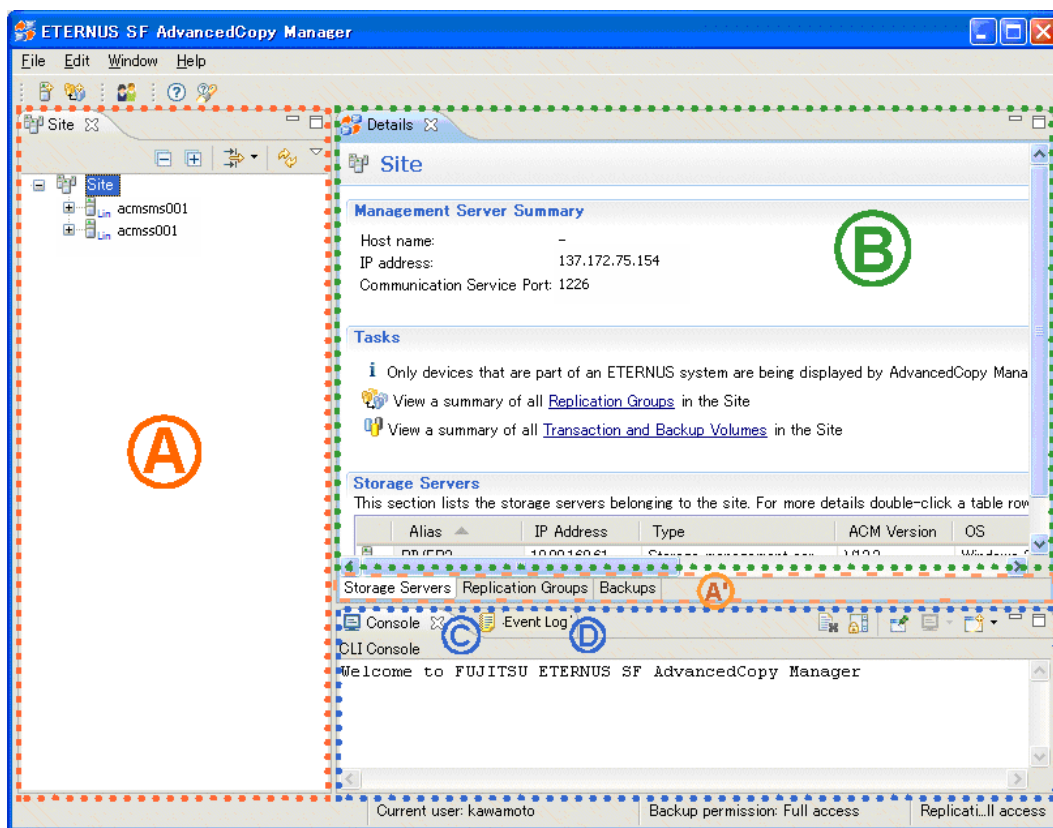 ETERNUS SF AdvancedCopy Manager
File Edit Window Help
Site
Site
Lin acmsms001
Lin acmss001
A
Details
Site
Management Server Summary
Host name: -
IP address: 137.172.75.154
Communication Service Port: 1226
B
Tasks
i Only devices that are part of an ETERNUS system are being displayed by AdvancedCopy Mana
View a summary of all Replication Groups in the Site
View a summary of all Transaction and Backup Volumes in the Site
Storage Servers
This section lists the storage servers belonging to the site. For more details double-click a table row
Alias IP Address Type ACM Version OS
Storage Servers Replication Groups Backups A'
Console C Event Log D
CLI Console
Welcome to FUJITSU ETERNUS SF AdvancedCopy Manager
Current user: kawamoto Backup permission: Full access Replicati...ll access